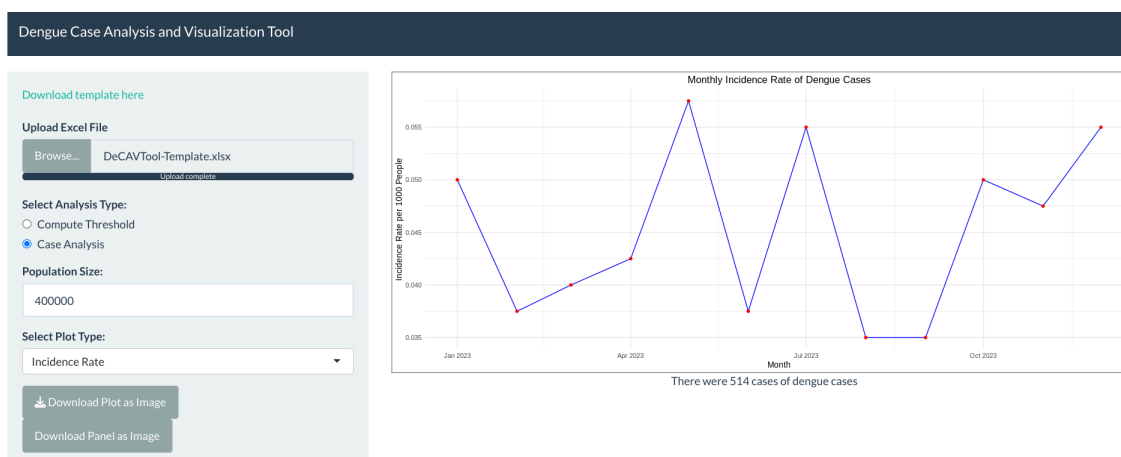 Dengue Case Analysis and Visualization Tool
Download template here
Upload Excel File
Browse... DeCAVTool-Template.xlsx
Upload complete
Select Analysis Type:
Compute Threshold
Case Analysis
Population Size:
400000
Select Plot Type:
Incidence Rate
Download Plot as Image
Download Panel as Image
Monthly Incidence Rate of Dengue Cases
Incidence Rate per 1000 People
0.055
0.050
0.045
0.040
0.035
Jan 2023 Apr 2023 Jul 2023 Oct 2023
Month
There were 514 cases of dengue cases